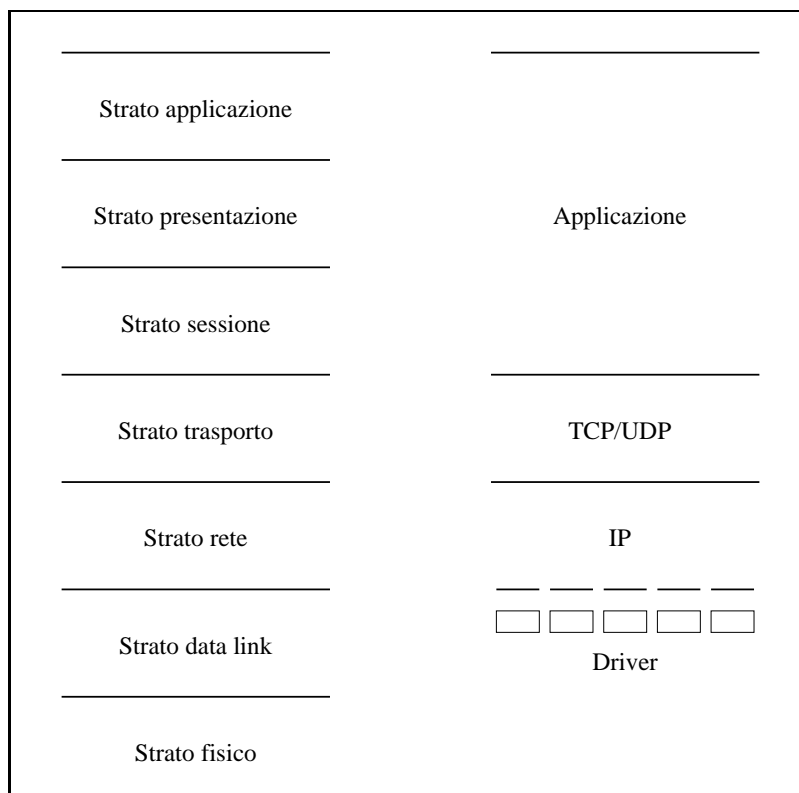 Strato applicazione
Strato presentazione
Applicazione
Strato sessione
Strato trasporto
TCP/UDP
Strato rete
IP
Strato data link
Driver
Strato fisico